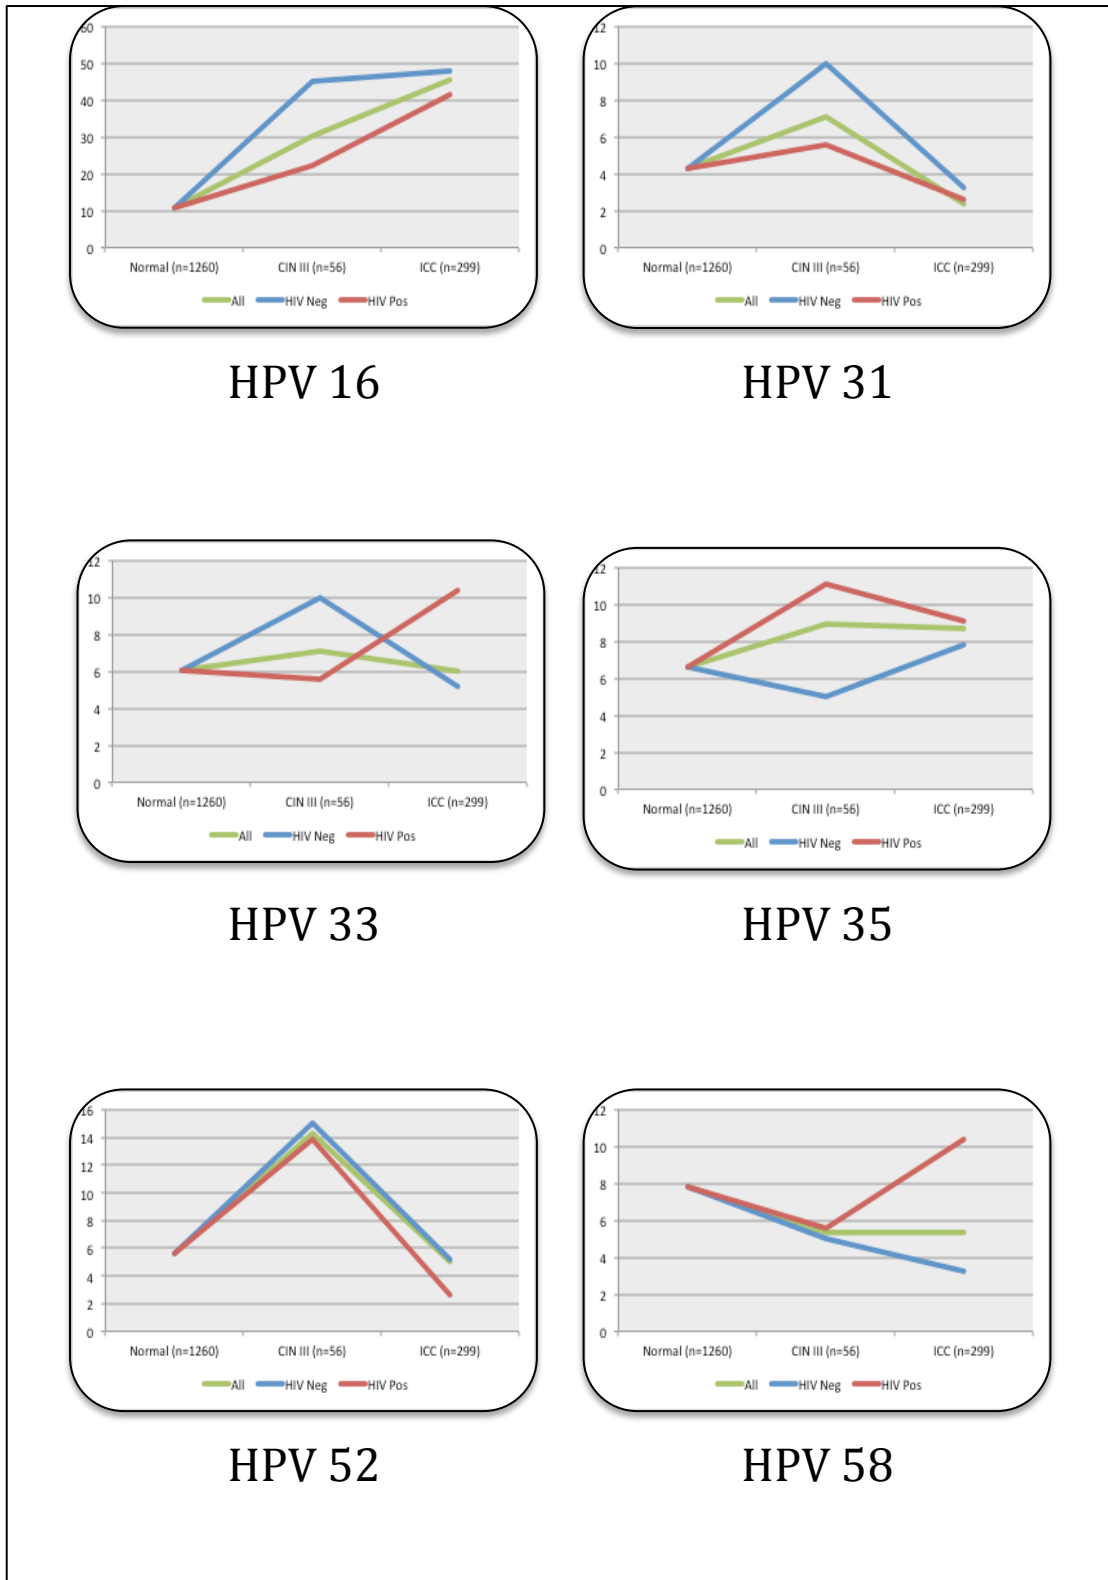 60
50
40
30
20
10
0
Normal (n=1260) CIN III (n=56) ICC (n=299)
All HIV Neg HIV Pos
HPV 16
12
10
8
6
4
2
0
Normal (n=1260) CIN III (n=56) ICC (n=299)
All HIV Neg HIV Pos
HPV 31
12
10
8
6
4
2
0
Normal (n=1260) CIN III (n=56) ICC (n=299)
All HIV Neg HIV Pos
HPV 33
12
10
8
6
4
2
0
Normal (n=1260) CIN III (n=56) ICC (n=299)
All HIV Neg HIV Pos
HPV 35
16
14
12
10
8
6
4
2
0
Normal (n=1260) CIN III (n=56) ICC (n=299)
All HIV Neg HIV Pos
HPV 52
12
10
8
6
4
2
0
Normal (n=1260) CIN III (n=56) ICC (n=299)
All HIV Neg HIV Pos
HPV 58